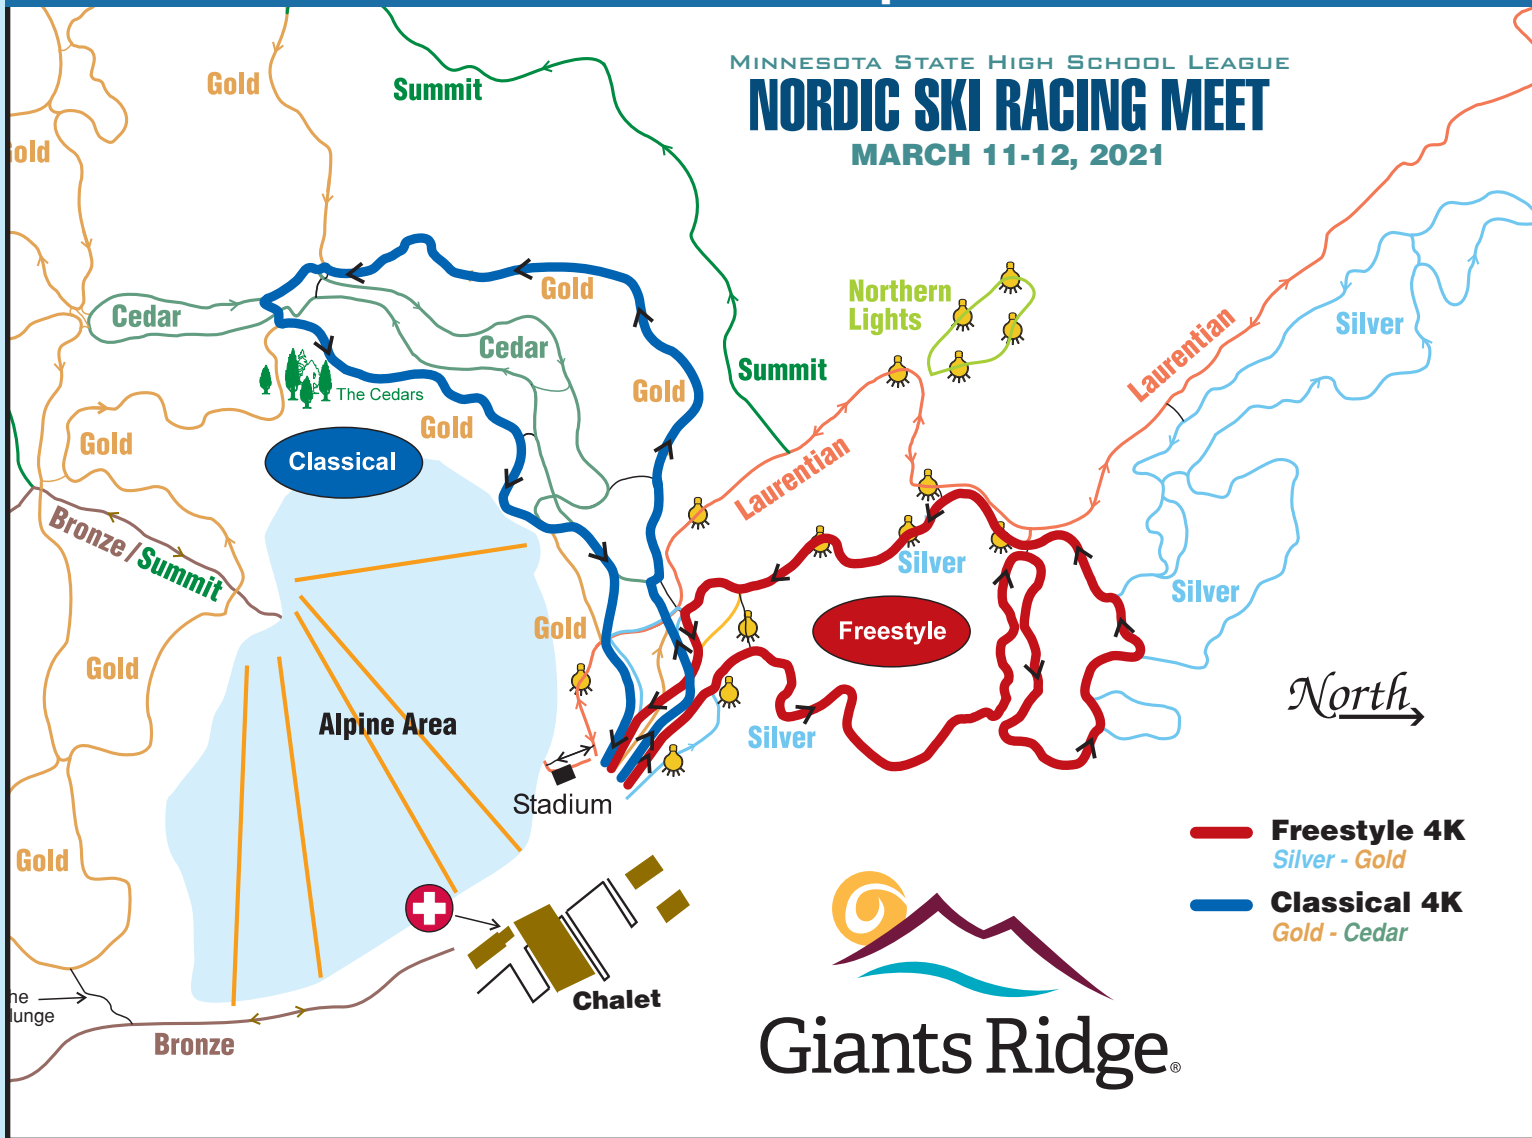 MINNESOTA STATE HIGH SCHOOL LEAGUE
NORDIC SKI RACING MEET
MARCH 11-12, 2021
Gold
Summit
Gold
Cedar
Cedar
Gold
Northern
Lights
Silver
Laurentian
Summit
Gold
The Cedars
Gold
Gold
Classical
Laurentian
Bronze / Summit
Silver
Silver
Gold
Freestyle
Gold
Alpine Area
Silver
North
Stadium
Freestyle 4K
Silver - Gold
Classical 4K
Gold - Cedar
Gold
Chalet
Bronze
Giants Ridge®